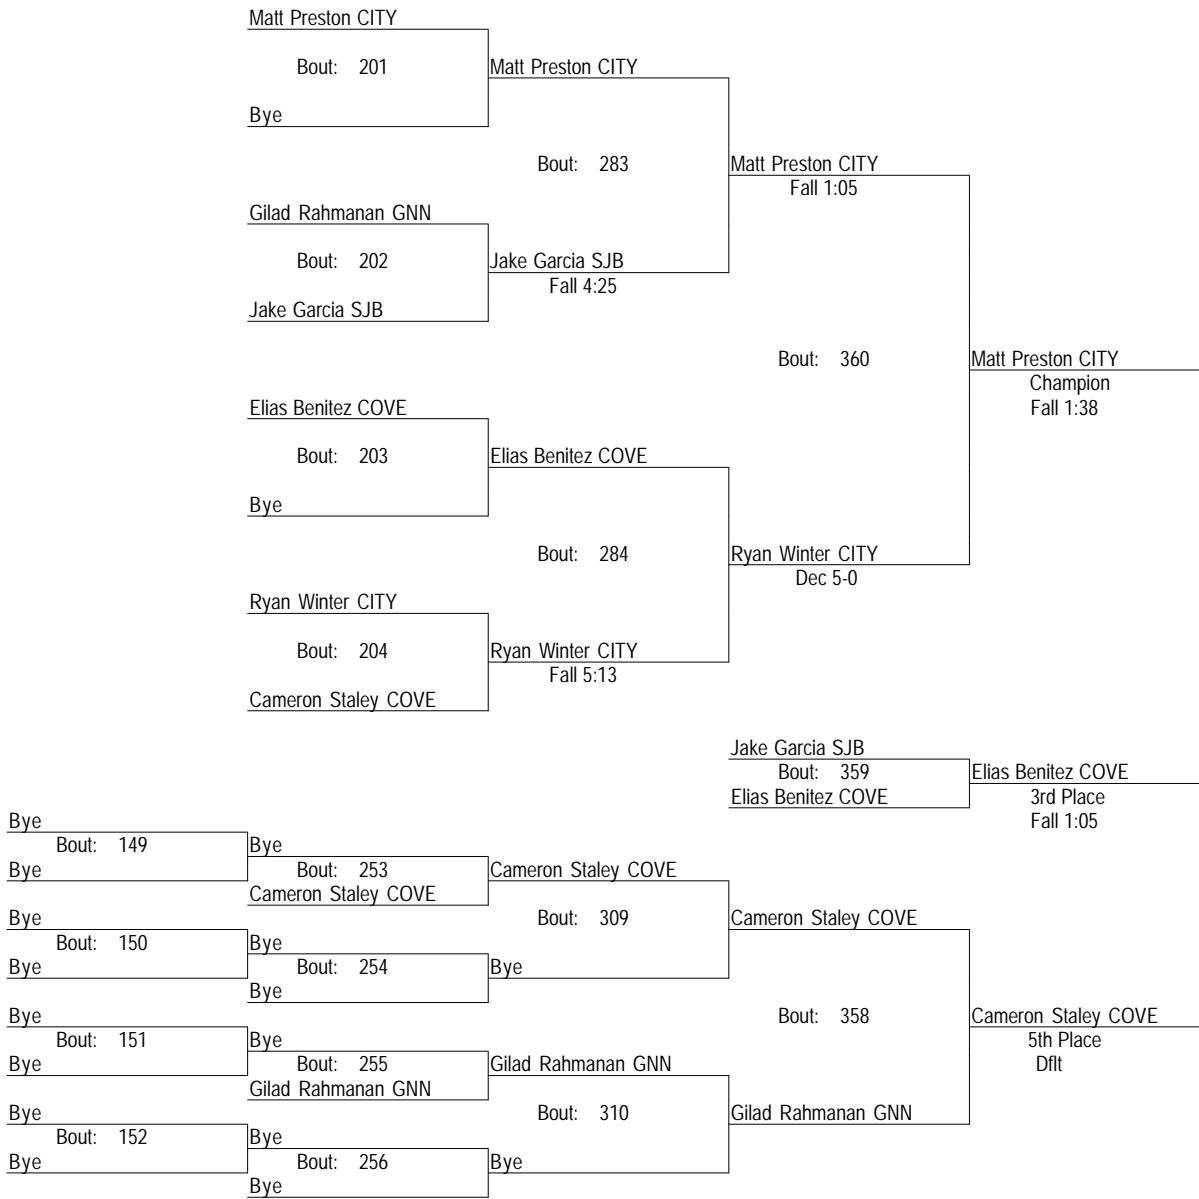 Matt Preston CITY
Bout: 201
Matt Preston CITY
Bye
Bout: 283
Matt Preston CITY
Fall 1:05
Gilad Rahmanan GNN
Bout: 202
Jake Garcia SJB
Fall 4:25
Jake Garcia SJB
Bout: 360
Matt Preston CITY
Champion
Fall 1:38
Elias Benitez COVE
Bout: 203
Elias Benitez COVE
Bye
Bout: 284
Ryan Winter CITY
Dec 5-0
Ryan Winter CITY
Bout: 204
Ryan Winter CITY
Fall 5:13
Cameron Staley COVE
Jake Garcia SJB
Bout: 359
Elias Benitez COVE
Elias Benitez COVE
3rd Place
Fall 1:05
Bye
Bout: 149
Bye
Bye
Bout: 253
Cameron Staley COVE
Cameron Staley COVE
Bye
Bout: 150
Bye
Bye
Bout: 254
Bye
Bye
Bout: 309
Cameron Staley COVE
Bye
Bout: 151
Bye
Bye
Bout: 255
Gilad Rahmanan GNN
Gilad Rahmanan GNN
Bye
Bout: 152
Bye
Bye
Bout: 256
Bye
Bye
Bout: 310
Gilad Rahmanan GNN
Bout: 358
Cameron Staley COVE
5th Place
Dflt